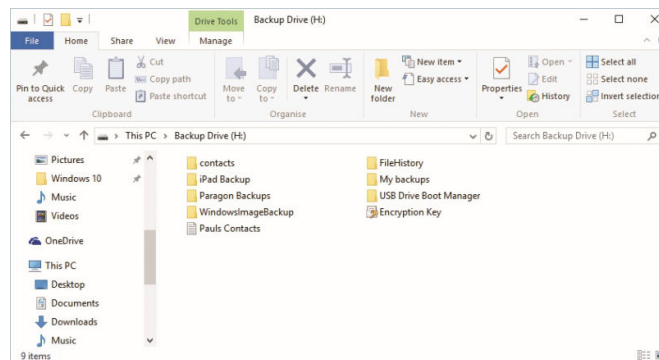 Drive Tools Backup Drive (H:)
File Home Share View Manage
Pin to Quick access
Copy
Paste
Cut
Copy path
Paste shortcut
Clipboard
Move to
Copy to
Delete
Rename
Organise
New folder
New item
Easy access
New
Properties
Open
Edit
History
Open
Select all
Select none
Invert selection
Select
This PC > Backup Drive (H:)
Search Backup Drive (H:)
Pictures
Windows 10
Music
Videos
OneDrive
This PC
Desktop
Documents
Downloads
Music
contacts
iPad Backup
Paragon Backups
WindowsImageBackup
Pauls Contacts
FileHistory
My backups
USB Drive Boot Manager
Encryption Key
9 items